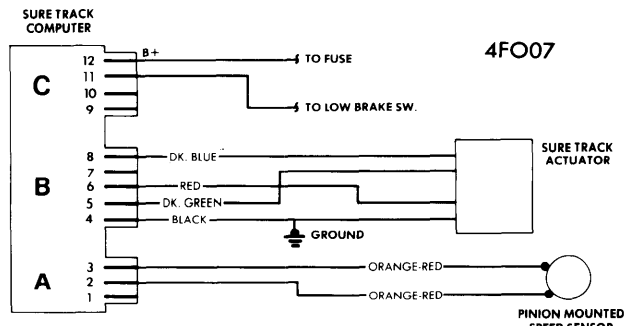 SURE TRACK
COMPUTER
4FO07
C
12
B+
TO FUSE
11
10
9
TO LOW BRAKE SW.
B
8
DK. BLUE
7
6
RED
5
DK. GREEN
4
BLACK
GROUND
SURE TRACK
ACTUATOR
A
3
ORANGE-RED
2
ORANGE-RED
1
PINION MOUNTED
SPEED SENSOR